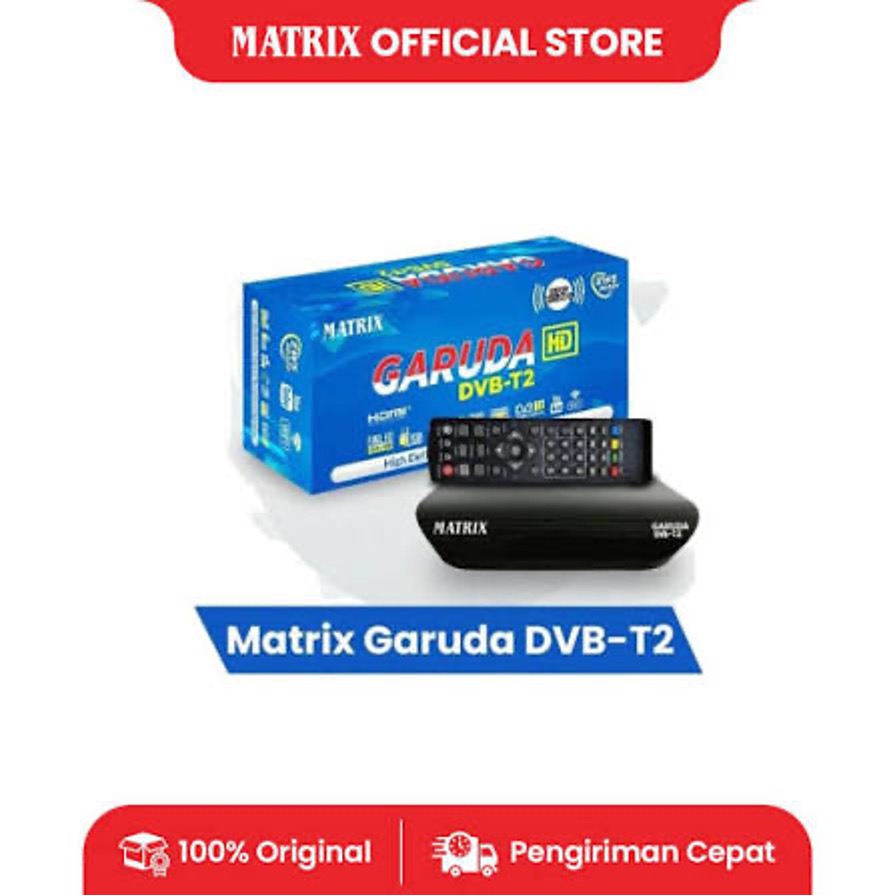 MATRIX OFFICIAL STORE
MATRIX
GARUDA HD
DVB-T2
HDMI
MATRIX
GARUDA
DVB-T2
Matrix Garuda DVB-T2
100% Original
Pengiriman Cepat